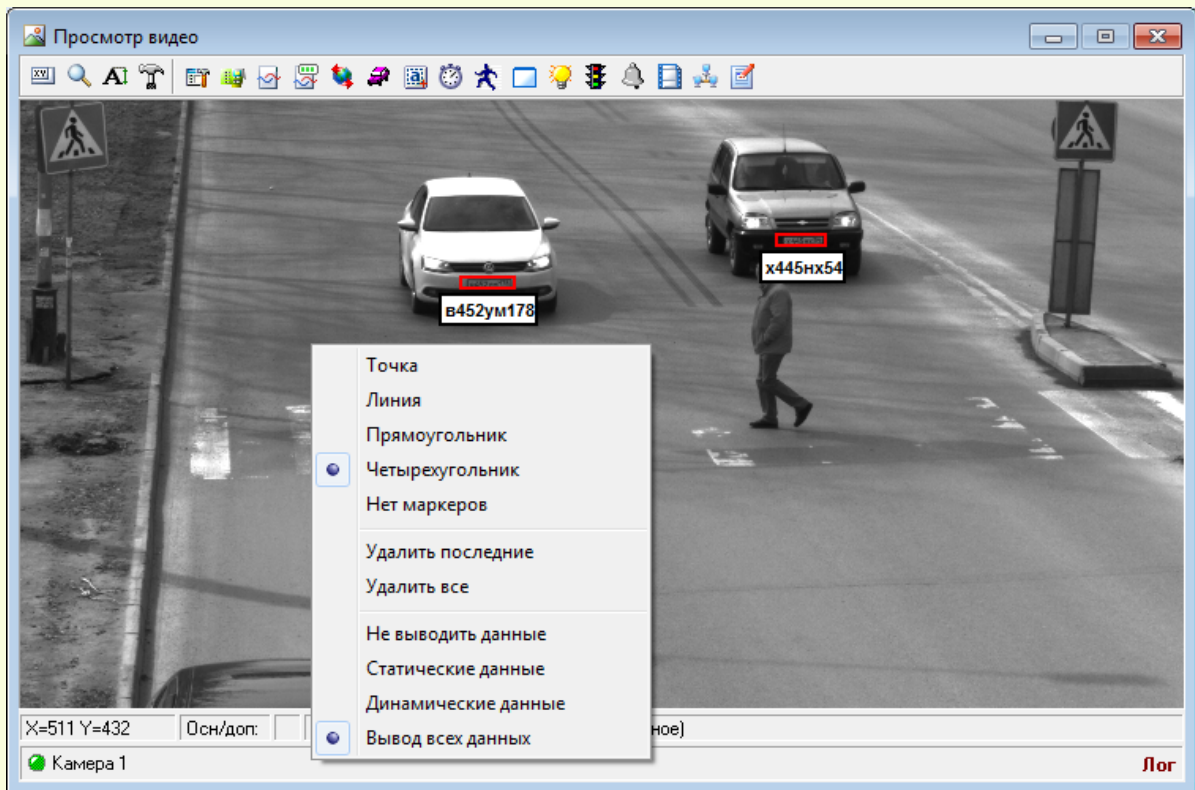 Просмотр видео
в452ум178
х445нх54
Точка
Линия
Прямоугольник
Четырехугольник
Нет маркеров
Удалить последние
Удалить все
Не выводить данные
Статические данные
Динамические данные
Вывод всех данных
X=511 Y=432 Осн/доп: ное)
Камера 1 Лог